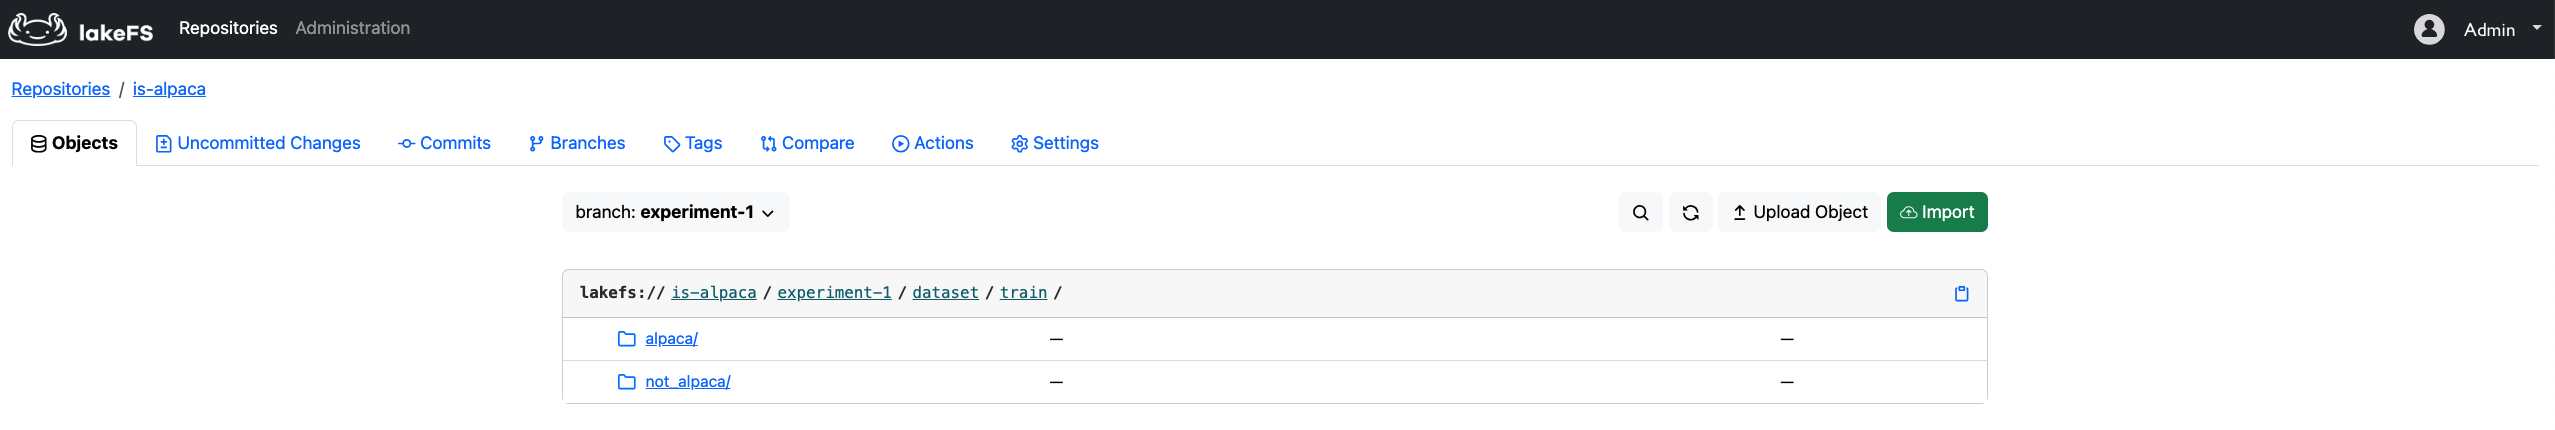 lakeFS Repositories Administration Admin
Repositories / is-alpaca
Objects Uncommitted Changes Commits Branches Tags Compare Actions Settings
branch: experiment-1 Upload Object Import
lakefs:// is-alpaca / experiment-1 / dataset / train /
alpaca/ — —
not_alpaca/ — —